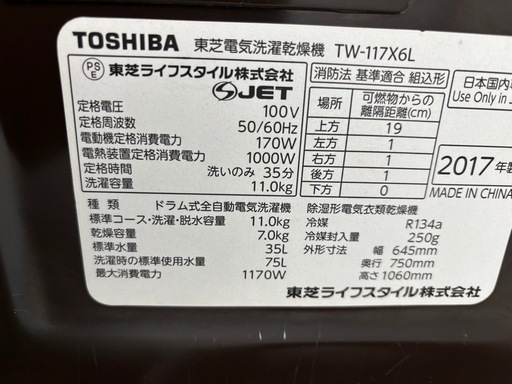 TOSHIBA 東芝電気洗濯乾燥機 TW-117X6L
PS
E
東芝ライフスタイル株式会社
JET
定格電圧 100V
定格周波数 50/60Hz
電動機定格消費電力 170W
電熱装置定格消費電力 1000W
定格時間 洗いのみ 35分
洗濯容量 11.0kg
消防法 基準適合 組込形
場所 可燃物からの離隔距離(cm)
上方 19
左方 1
右方 1
後方 1
下方 0
日本国内専
Use Only in J
2017年製
MADE IN CHINA
種類 ドラム式全自動電気洗濯機
標準コース・洗濯・脱水容量 11.0kg
乾燥容量 7.0kg
標準水量 35L
洗濯時の標準使用水量 75L
最大消費電力 1170W
除湿形電気衣類乾燥機
冷媒 R134a
冷媒封入量 250g
外形寸法 幅 645mm
奥行 750mm
高さ 1060mm
東芝ライフスタイル株式会社